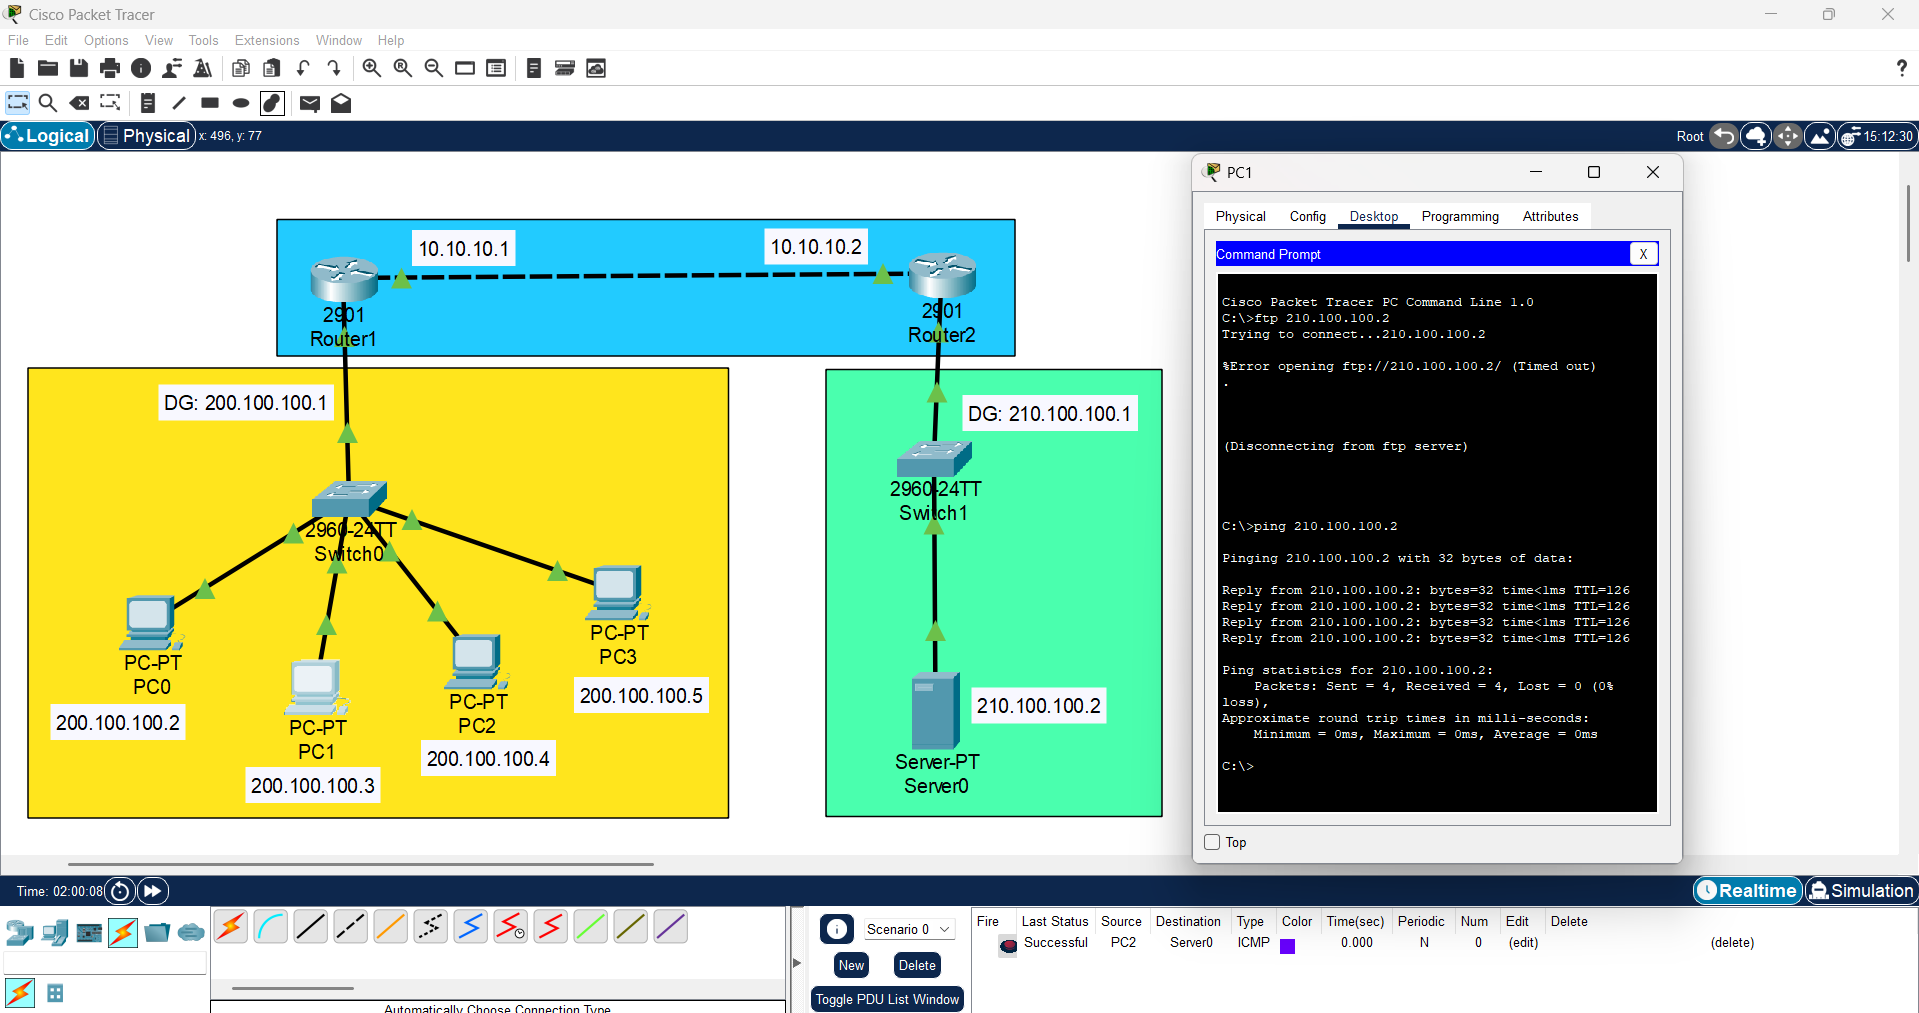 Cisco Packet Tracer
File Edit Options View Tools Extensions Window Help
?
Logical Physical x: 496, y: 77 Root 15:12:30
10.10.10.1
10.10.10.2
2901
Router1
2901
Router2
DG: 200.100.100.1
DG: 210.100.100.1
2960-24TT
Switch0
2960-24TT
Switch1
PC-PT
PC0
200.100.100.2
PC-PT
PC1
200.100.100.3
PC-PT
PC2
200.100.100.4
PC-PT
PC3
200.100.100.5
210.100.100.2
Server-PT
Server0
PC1
Physical Config Desktop Programming Attributes
Command Prompt X
Cisco Packet Tracer PC Command Line 1.0
C:\>ftp 210.100.100.2
Trying to connect...210.100.100.2
%Error opening ftp://210.100.100.2/ (Timed out)
.
(Disconnecting from ftp server)
C:\>ping 210.100.100.2
Pinging 210.100.100.2 with 32 bytes of data:
Reply from 210.100.100.2: bytes=32 time<1ms TTL=126
Reply from 210.100.100.2: bytes=32 time<1ms TTL=126
Reply from 210.100.100.2: bytes=32 time<1ms TTL=126
Reply from 210.100.100.2: bytes=32 time<1ms TTL=126
Ping statistics for 210.100.100.2:
Packets: Sent = 4, Received = 4, Lost = 0 (0%
loss),
Approximate round trip times in milli-seconds:
Minimum = 0ms, Maximum = 0ms, Average = 0ms
C:\>
Top
Time: 02:00:08 Realtime Simulation
Automatically Choose Connection Type
Scenario 0
New Delete
Toggle PDU List Window
Fire Last Status Source Destination Type Color Time(sec) Periodic Num Edit Delete
Successful PC2 Server0 ICMP 0.000 N 0 (edit) (delete)